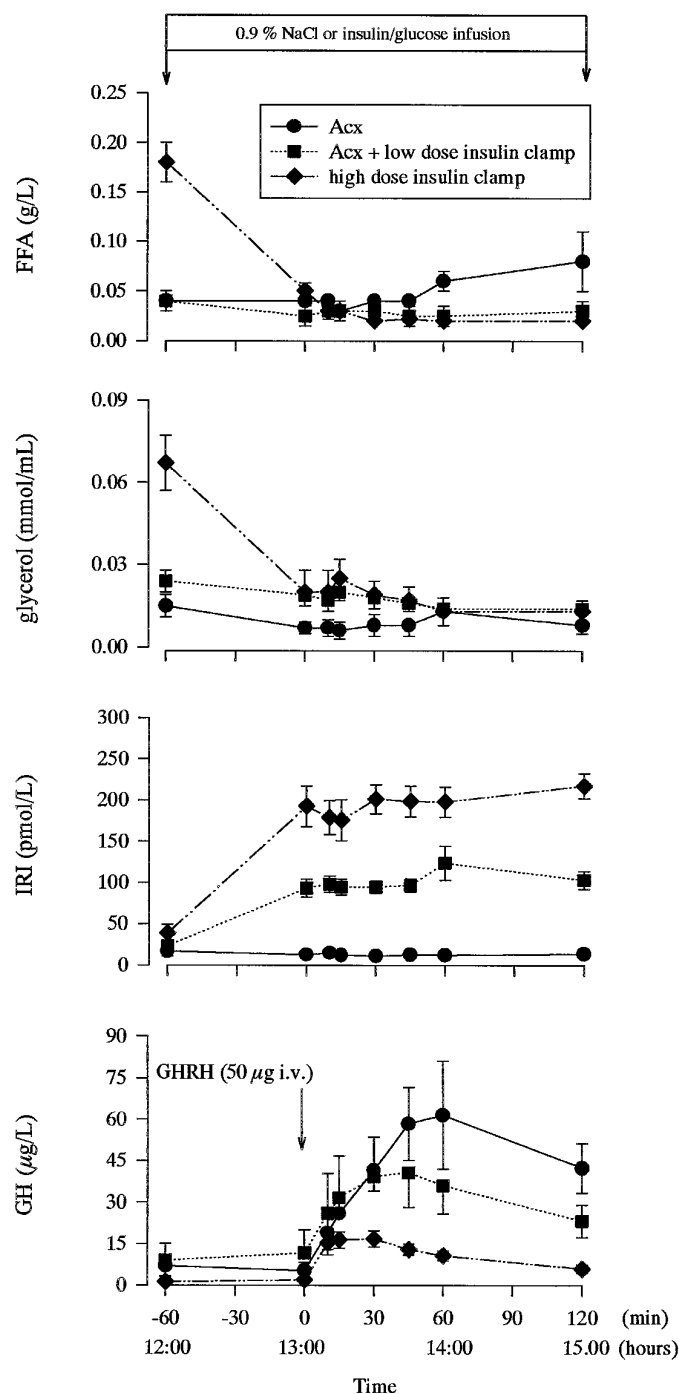 0.9 % NaCl or insulin/glucose infusion
Acx
Acx + low dose insulin clamp
high dose insulin clamp
FFA (g/L)
0.25
0.20
0.15
0.10
0.05
0.00
glycerol (mmol/mL)
0.09
0.06
0.03
0.00
IRI (pmol/L)
300
250
200
150
100
50
0
GH (µg/L)
90
75
60
45
30
15
0
GHRH (50 µg i.v.)
-60 -30 0 30 60 90 120 (min)
12:00 13:00 14:00 15.00 (hours)
Time